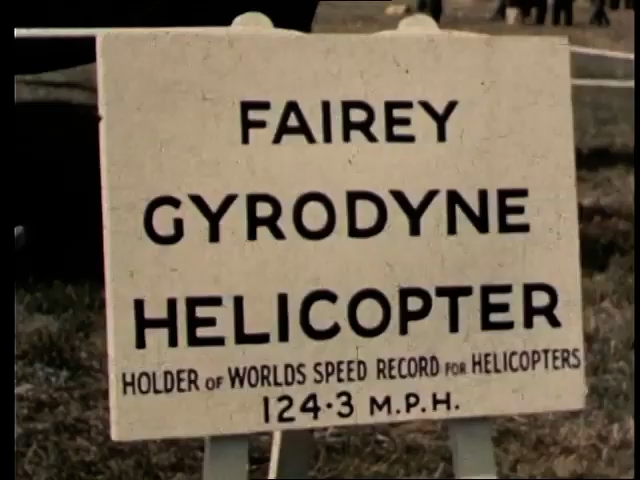 FAIREY
GYRODYNE
HELICOPTER
HOLDER OF WORLDS SPEED RECORD FOR HELICOPTERS
124·3 M.P.H.